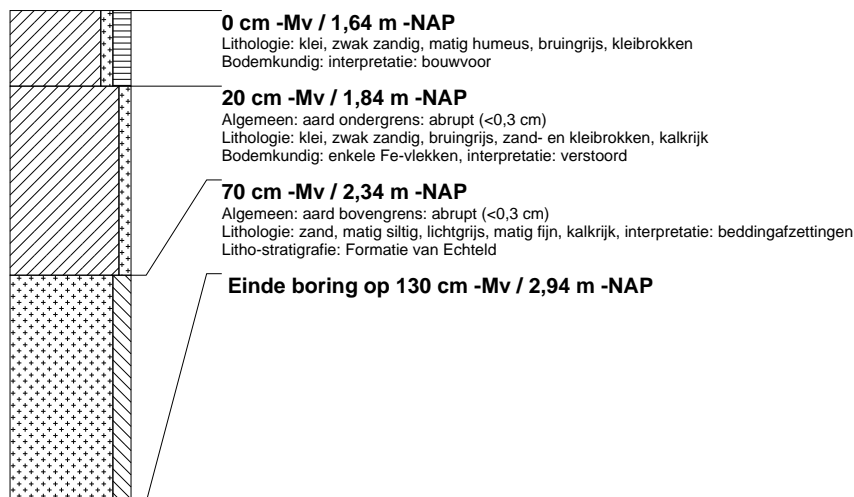 0 cm -Mv / 1,64 m -NAP
Lithologie: klei, zwak zandig, matig humeus, bruingrijs, kleibrokken
Bodemkundig: interpretatie: bouwvoor
20 cm -Mv / 1,84 m -NAP
Algemeen: aard ondergrens: abrupt (<0,3 cm)
Lithologie: klei, zwak zandig, bruingrijs, zand- en kleibrokken, kalkrijk
Bodemkundig: enkele Fe-vlekken, interpretatie: verstoord
70 cm -Mv / 2,34 m -NAP
Algemeen: aard bovengrens: abrupt (<0,3 cm)
Lithologie: zand, matig siltig, lichtgrijs, matig fijn, kalkrijk, interpretatie: beddingafzettingen
Litho-stratigrafie: Formatie van Echteld
Einde boring op 130 cm -Mv / 2,94 m -NAP